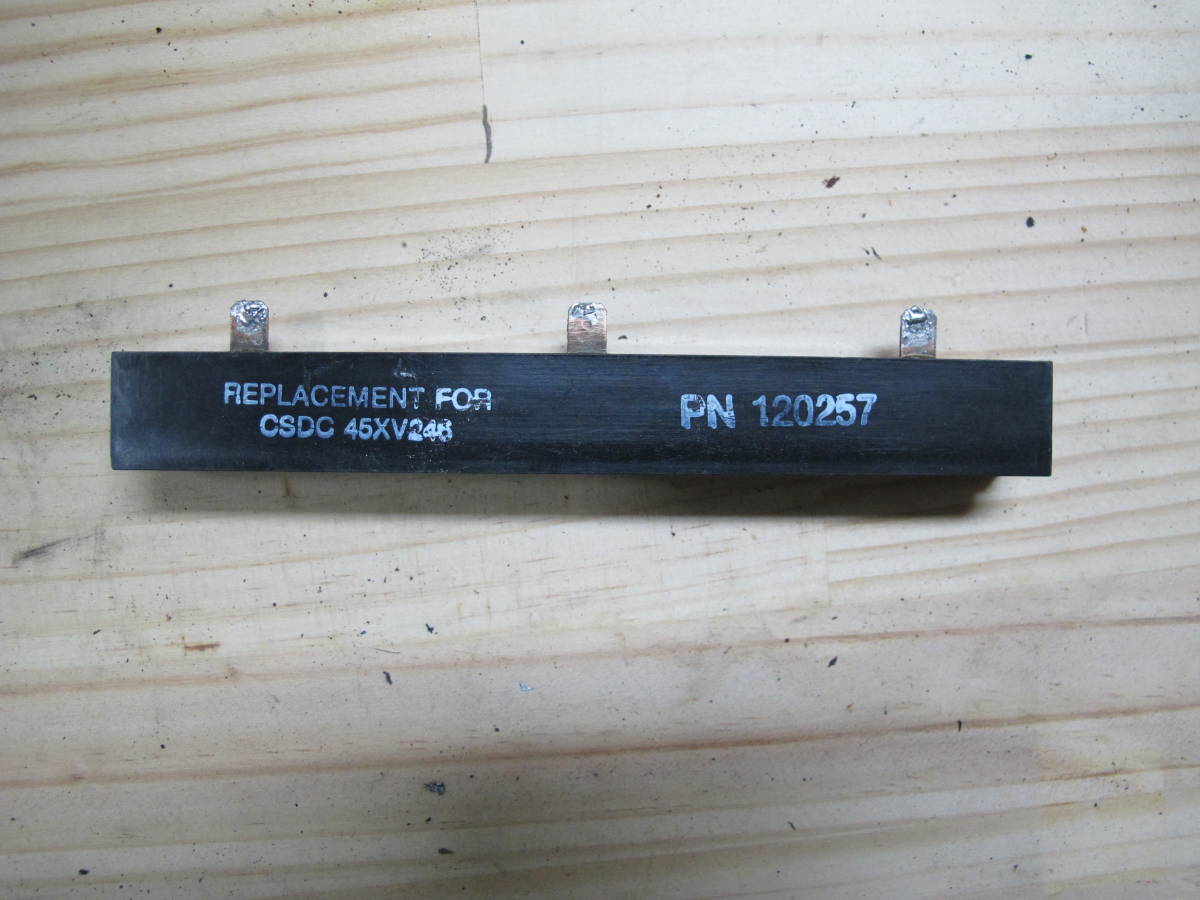 REPLACEMENT FOR
CSDC 45XV248
PN 120257